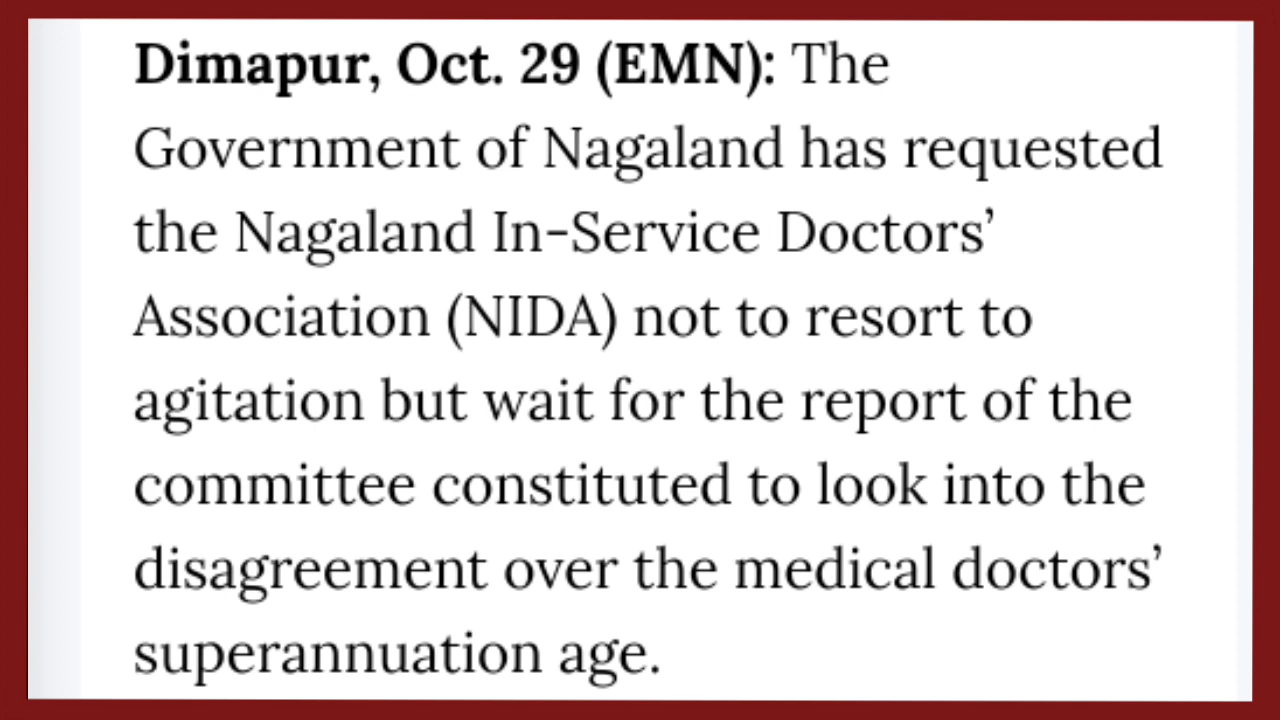 Dimapur, Oct. 29 (EMN): The
Government of Nagaland has requested
the Nagaland In-Service Doctors’
Association (NIDA) not to resort to
agitation but wait for the report of the
committee constituted to look into the
disagreement over the medical doctors’
superannuation age.